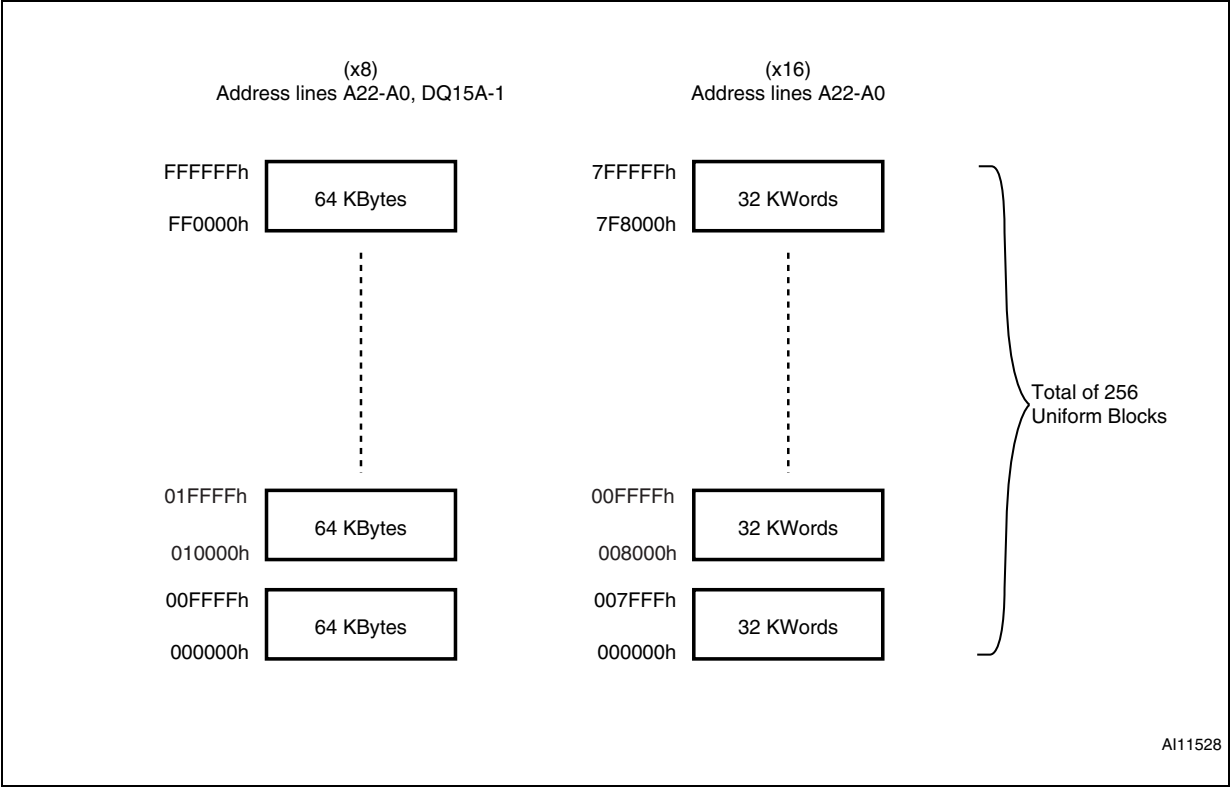 (x8)
Address lines A22-A0, DQ15A-1
(x16)
Address lines A22-A0
FFFFFFh
64 KBytes
FF0000h
7FFFFFh
32 KWords
7F8000h
Total of 256
Uniform Blocks
01FFFFh
64 KBytes
010000h
00FFFFh
32 KWords
008000h
00FFFFh
64 KBytes
000000h
007FFFh
32 KWords
000000h
AI11528